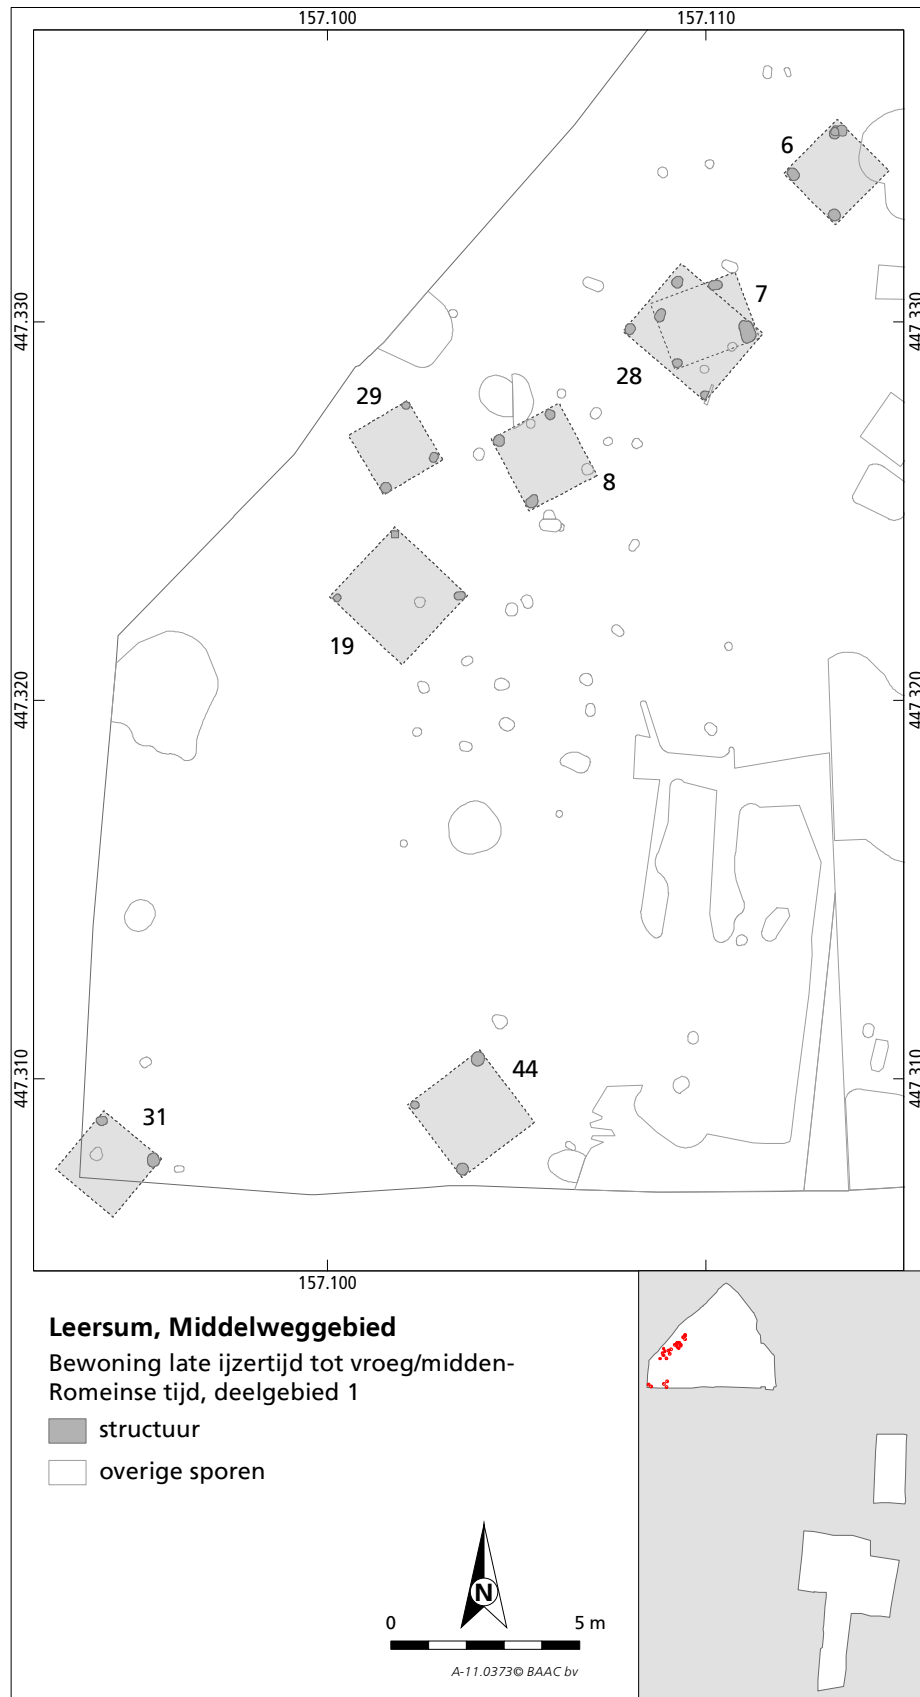 157.100
157.110
6
447.330
7
447.330
28
29
8
19
447.320
447.320
447.310
447.310
44
31
157.100
Leersum, Middelweggebied
Bewoning late ijzertijd tot vroeg/midden-
Romeinse tijd, deelgebied 1
structuur
overige sporen
N
0
5 m
A-11.0373© BAAC bv